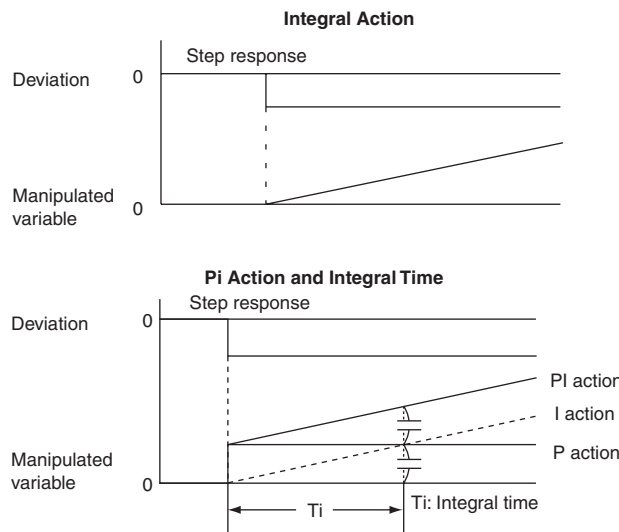 Integral Action
Step response
Deviation
0
Manipulated
variable
0
Pi Action and Integral Time
Step response
Deviation
0
PI action
I action
P action
Manipulated
variable
0
Ti
Ti: Integral time